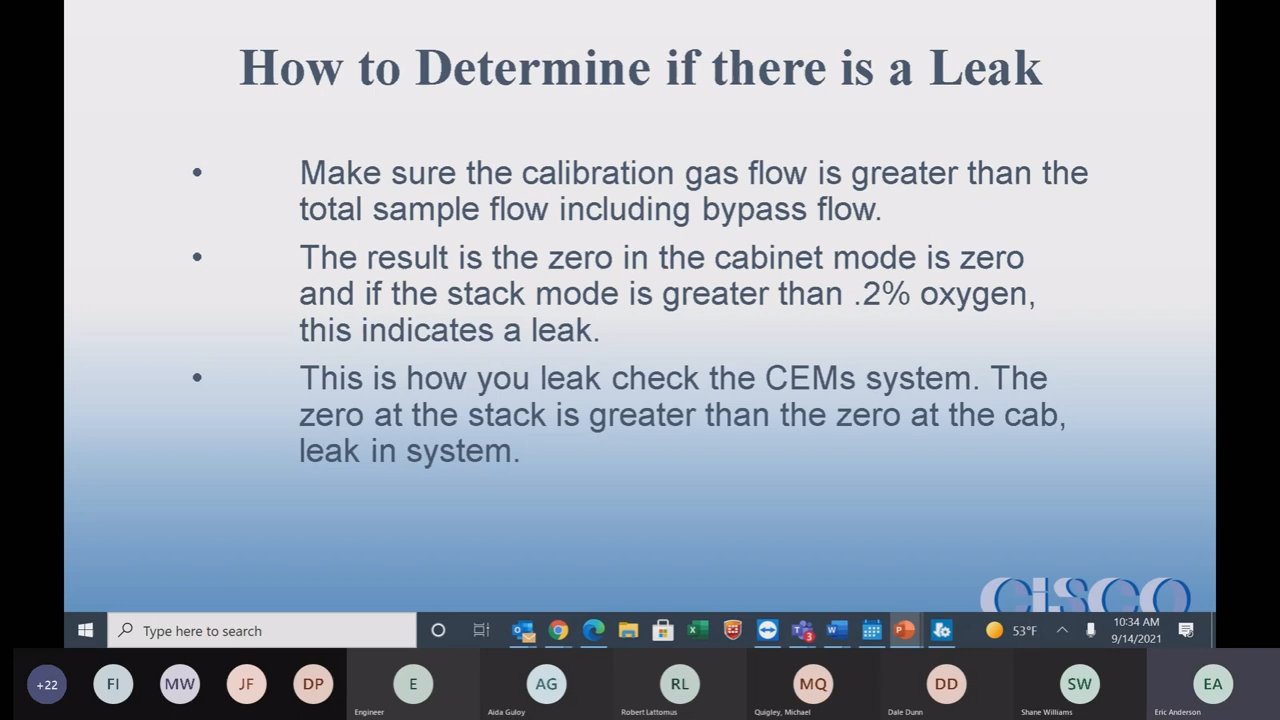 How to Determine if there is a Leak
• Make sure the calibration gas flow is greater than the
total sample flow including bypass flow.
• The result is the zero in the cabinet mode is zero
and if the stack mode is greater than .2% oxygen,
this indicates a leak.
• This is how you leak check the CEMs system. The
zero at the stack is greater than the zero at the cab,
leak in system.
CiSCO
Type here to search
3
53°F
10:34 AM
9/14/2021
+22
FI
MW
JF
DP
E
AG
RL
MQ
DD
SW
EA
Engineer
Aida Guloy
Robert Lattomus
Quigley, Michael
Dale Dunn
Shane Williams
Eric Anderson